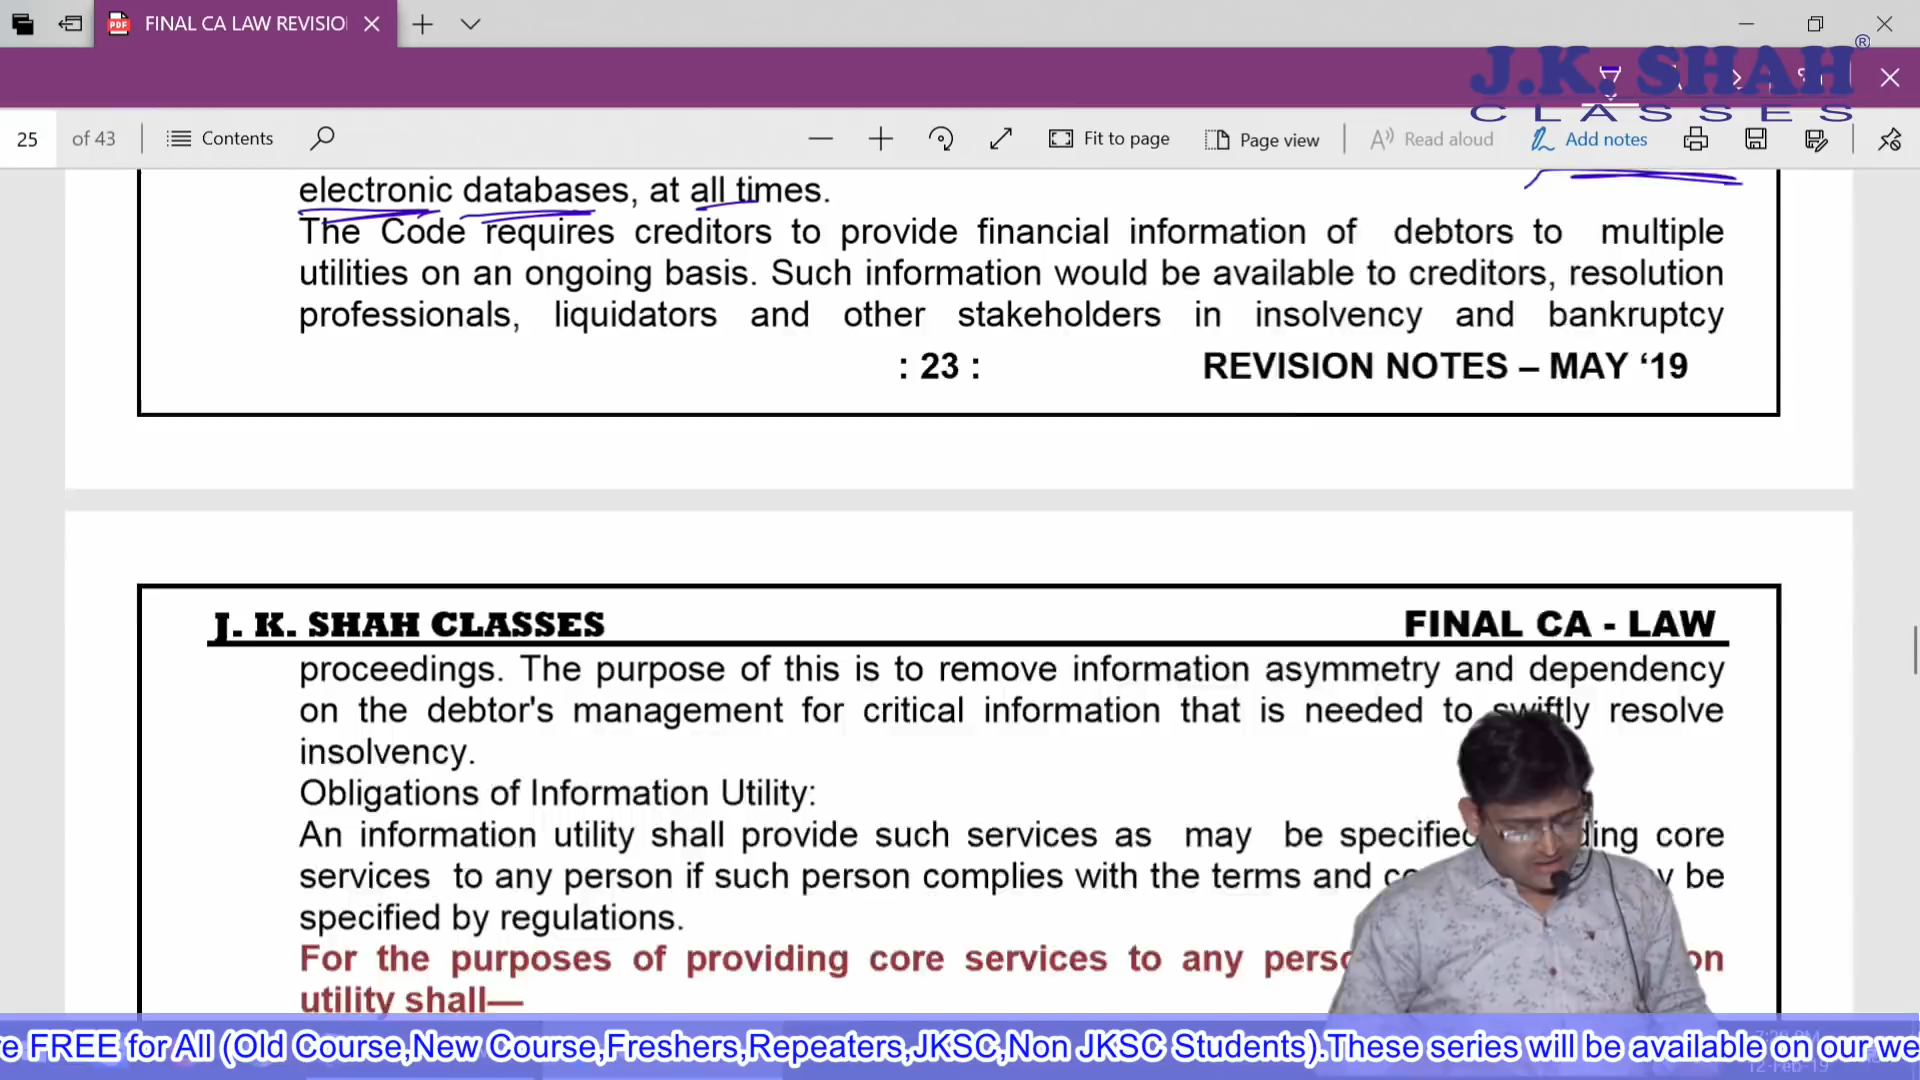 FINAL CA LAW REVISIO
J.K. SHAH ®
CLASSES
25 of 43 Contents Fit to page Page view Read aloud Add notes
electronic databases, at all times.
The Code requires creditors to provide financial information of debtors to multiple
utilities on an ongoing basis. Such information would be available to creditors, resolution
professionals, liquidators and other stakeholders in insolvency and bankruptcy
: 23 : REVISION NOTES – MAY ‘19
J. K. SHAH CLASSES FINAL CA - LAW
proceedings. The purpose of this is to remove information asymmetry and dependency
on the debtor's management for critical information that is needed to swiftly resolve
insolvency.
Obligations of Information Utility:
An information utility shall provide such services as may be specified core
services to any person if such person complies with the terms and be
specified by regulations.
For the purposes of providing core services to any
utility shall—
e FREE for All (Old Course,New Course,Freshers,Repeaters,JKSC,Non JKSC Students).These series will be available on our we
12-Feb-19